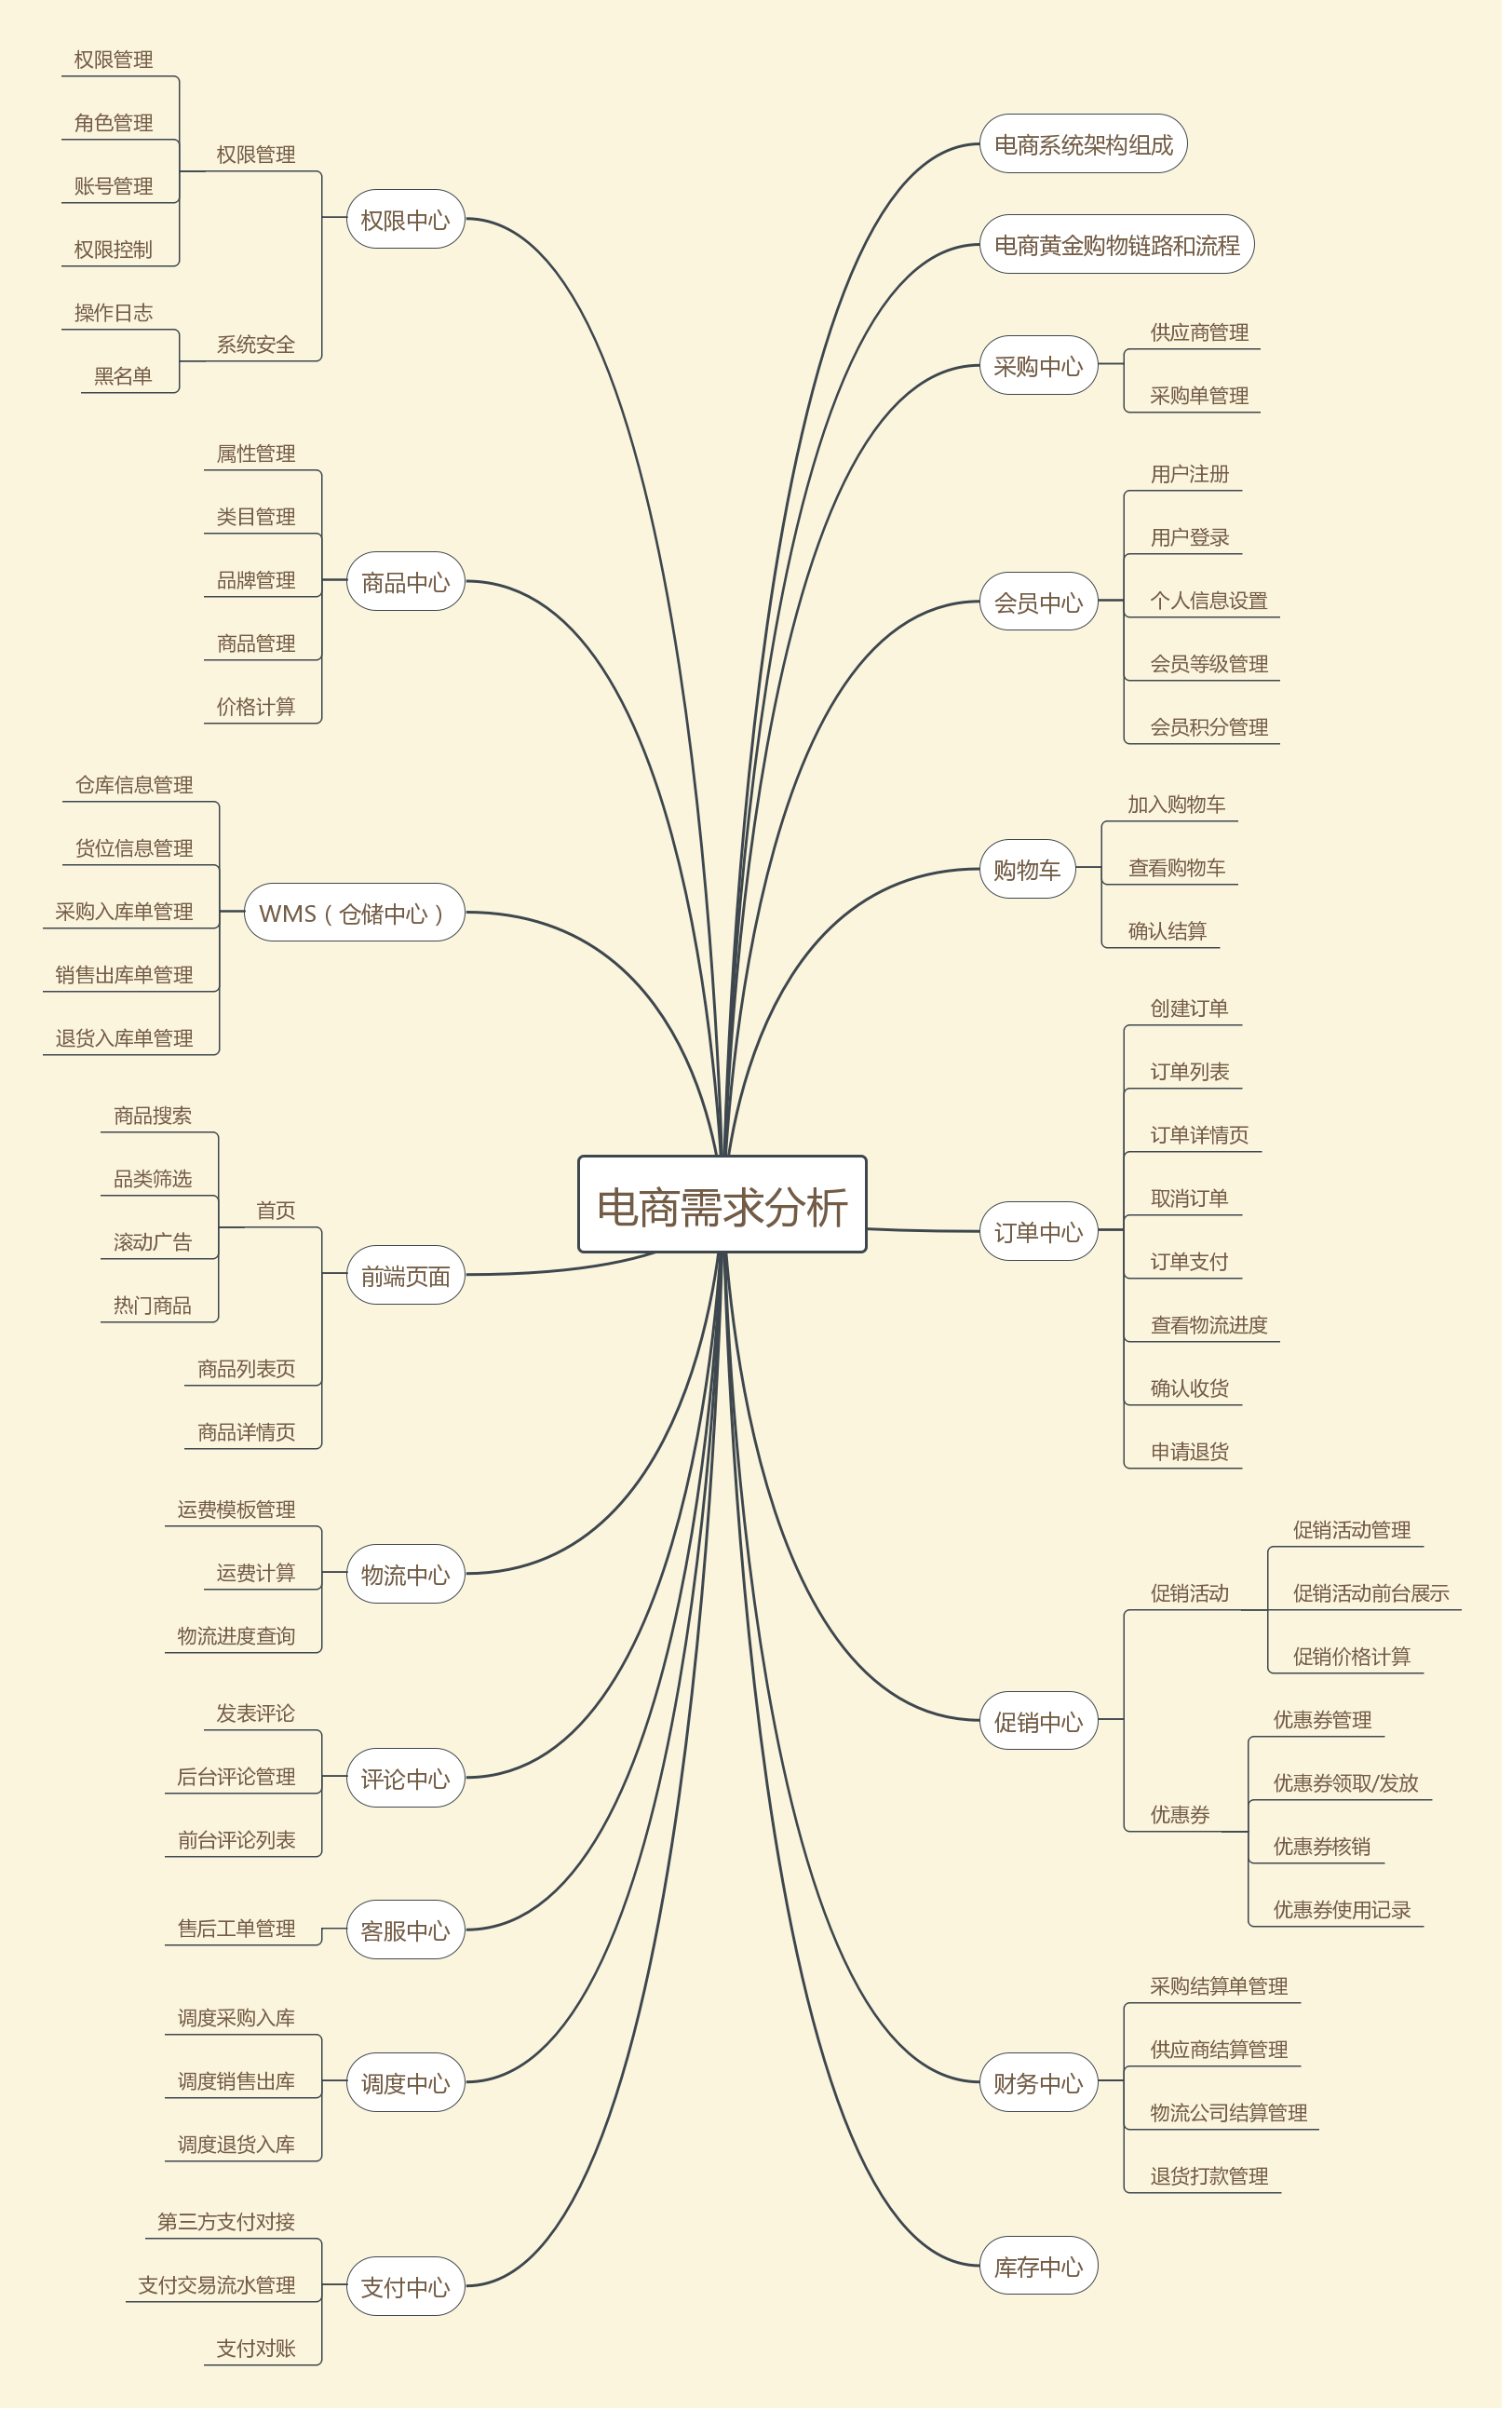 电商需求分析
电商系统架构组成
电商黄金购物链路和流程
采购中心
供应商管理
采购单管理
会员中心
用户注册
用户登录
个人信息设置
会员等级管理
会员积分管理
购物车
加入购物车
查看购物车
确认结算
订单中心
创建订单
订单列表
订单详情页
取消订单
订单支付
查看物流进度
确认收货
申请退货
促销中心
促销活动
促销活动管理
促销活动前台展示
促销价格计算
优惠券
优惠券管理
优惠券领取/发放
优惠券核销
优惠券使用记录
财务中心
采购结算单管理
供应商结算管理
物流公司结算管理
退货打款管理
库存中心
权限中心
权限管理
权限管理
角色管理
账号管理
权限控制
系统安全
操作日志
黑名单
商品中心
属性管理
类目管理
品牌管理
商品管理
价格计算
WMS（仓储中心）
仓库信息管理
货位信息管理
采购入库单管理
销售出库单管理
退货入库单管理
前端页面
首页
商品搜索
品类筛选
滚动广告
热门商品
商品列表页
商品详情页
物流中心
运费模板管理
运费计算
物流进度查询
评论中心
发表评论
后台评论管理
前台评论列表
客服中心
售后工单管理
调度中心
调度采购入库
调度销售出库
调度退货入库
支付中心
第三方支付对接
支付交易流水管理
支付对账